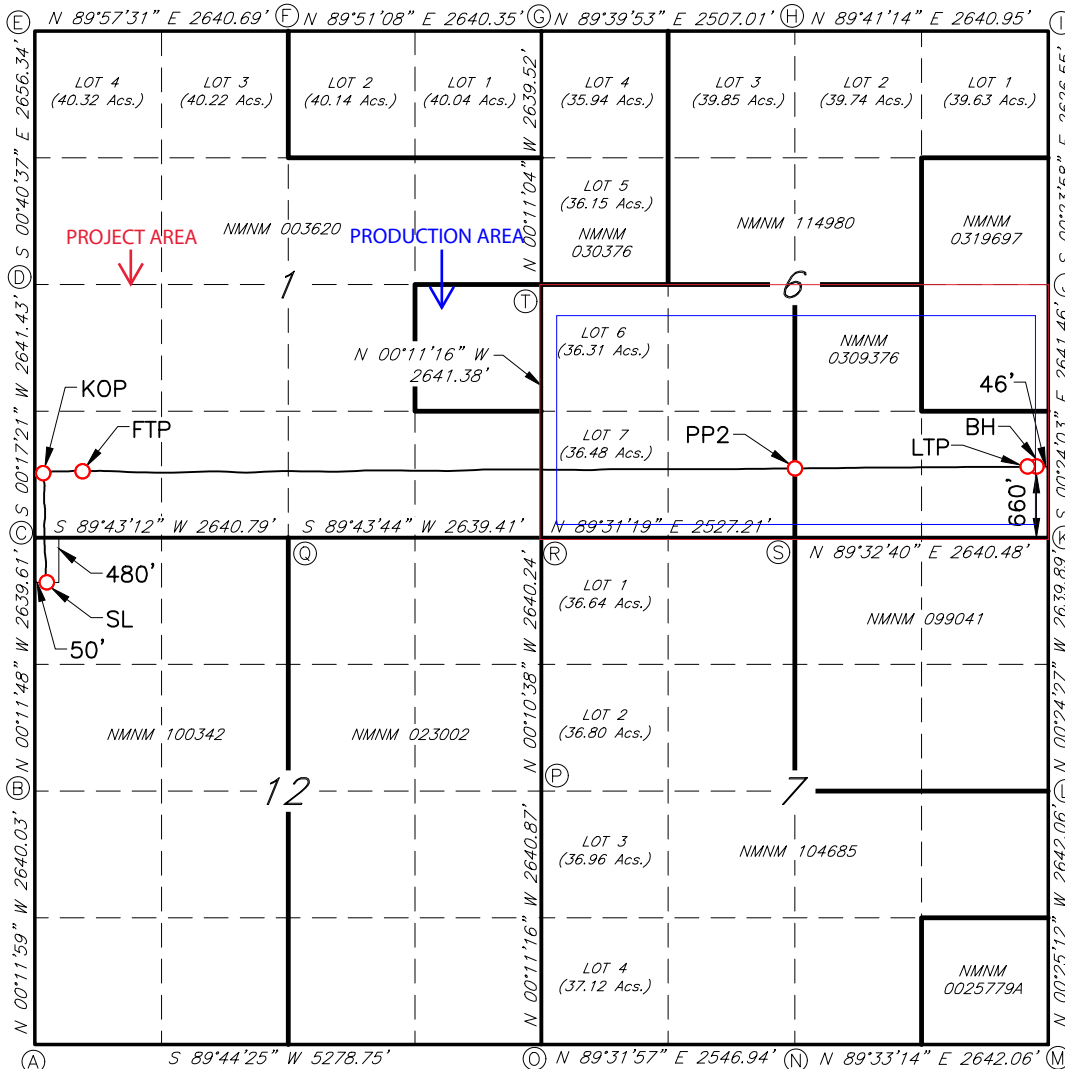 E N 89°57'31" E 2640.69' F N 89°51'08" E 2640.35' G N 89°39'53" E 2507.01' H N 89°41'14" E 2640.95' I
LOT 4
(40.32 Acs.)
LOT 3
(40.22 Acs.)
LOT 2
(40.14 Acs.)
LOT 1
(40.04 Acs.)
LOT 4
(35.94 Acs.)
LOT 3
(39.85 Acs.)
LOT 2
(39.74 Acs.)
LOT 1
(39.63 Acs.)
S 00°40'37" E 2656.34'
N 00°11'04" W 2639.52'
LOT 5
(36.15 Acs.)
NMNM
030376
NMNM 003620
NMNM 114980
NMNM
0319697
PROJECT AREA
PRODUCTION AREA
D
1
T
6
S 00°17'21" W 2641.43'
N 00°11'16" W
2641.38'
LOT 6
(36.31 Acs.)
NMNM
0309376
S 00°24'03" E 2641.46'
KOP
FTP
LOT 7
(36.48 Acs.)
PP2
46'
BH
LTP
660'
C S 89°43'12" W 2640.79' S 89°43'44" W 2639.41' N 89°31'19" E 2527.21' K
Q
R
S
N 89°32'40" E 2640.48'
480'
SL
50'
N 00°11'48" W 2639.61'
N 00°10'38" W 2640.24'
LOT 1
(36.64 Acs.)
NMNM 099041
N 00°24'27" W 2639.89'
NMNM 100342
NMNM 023002
LOT 2
(36.80 Acs.)
B
12
P
7
L
N 00°11'59" W 2640.03'
N 00°11'16" W 2640.87'
LOT 3
(36.96 Acs.)
NMNM 104685
N 00°25'12" W 2642.06'
LOT 4
(37.12 Acs.)
NMNM
0025779A
A S 89°44'25" W 5278.75' O N 89°31'57" E 2546.94' N N 89°33'14" E 2642.06' M